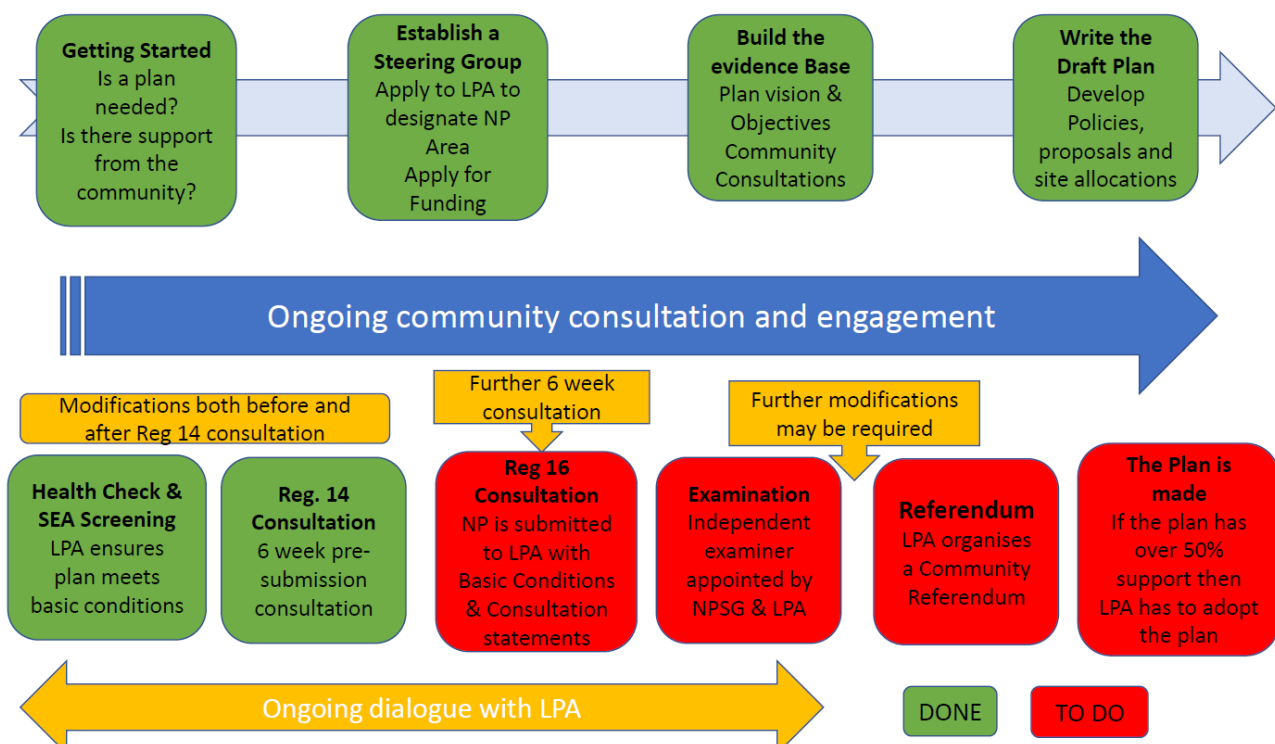 Getting Started
Is a plan
needed?
Is there support
from the
community?
Establish a
Steering Group
Apply to LPA to
designate NP
Area
Apply for
Funding
Build the
evidence Base
Plan vision &
Objectives
Community
Consultations
Write the
Draft Plan
Develop
Policies,
proposals and
site allocations
Ongoing community consultation and engagement
Modifications both before and
after Reg 14 consultation
Further 6 week
consultation
Further modifications
may be required
Health Check &
SEA Screening
LPA ensures
plan meets
basic conditions
Reg. 14
Consultation
6 week pre-
submission
consultation
Reg 16
Consultation
NP is submitted
to LPA with
Basic Conditions
& Consultation
statements
Examination
Independent
examiner
appointed by
NPSG & LPA
Referendum
LPA organises
a Community
Referendum
The Plan is
made
If the plan has
over 50%
support then
LPA has to adopt
the plan
Ongoing dialogue with LPA
DONE
TO DO